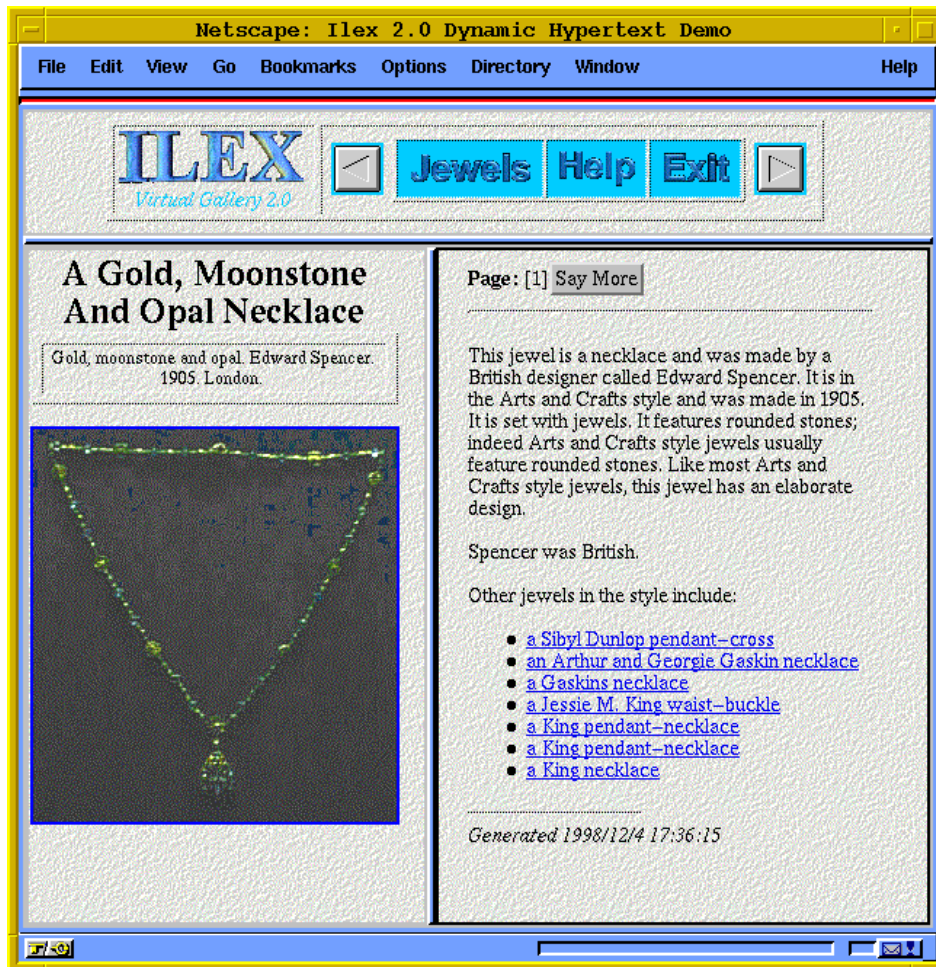 Netscape: Ilex 2.0 Dynamic Hypertext Demo
File Edit View Go Bookmarks Options Directory Window Help
ILEX
Virtual Gallery 2.0
Jewels Help Exit
A Gold, Moonstone
And Opal Necklace
Gold, moonstone and opal. Edward Spencer.
1905. London.
Page: [1] Say More
This jewel is a necklace and was made by a
British designer called Edward Spencer. It is in
the Arts and Crafts style and was made in 1905.
It is set with jewels. It features rounded stones;
indeed Arts and Crafts style jewels usually
feature rounded stones. Like most Arts and
Crafts style jewels, this jewel has an elaborate
design.
Spencer was British.
Other jewels in the style include:
a Sibyl Dunlop pendant-cross
an Arthur and Georgie Gaskin necklace
a Gaskins necklace
a Jessie M. King waist-buckle
a King pendant-necklace
a King pendant-necklace
a King necklace
Generated 1998/12/4 17:36:15